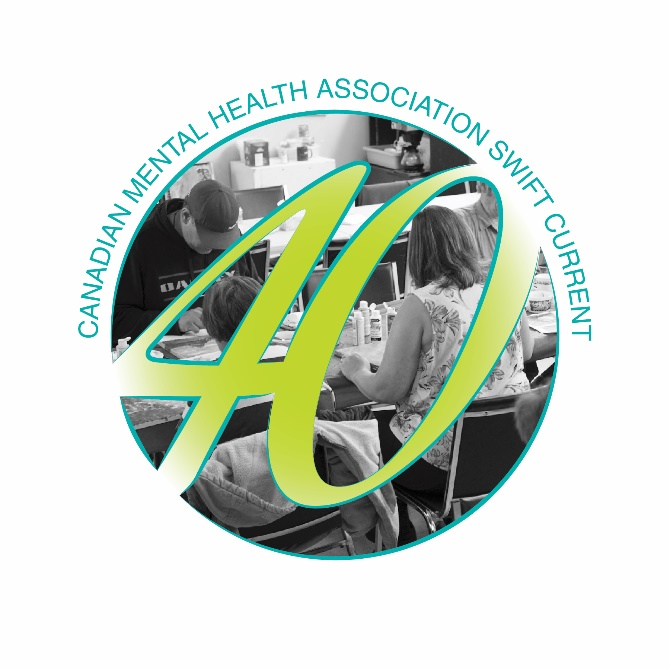 CANADIAN MENTAL HEALTH ASSOCIATION SWIFT CURRENT
40